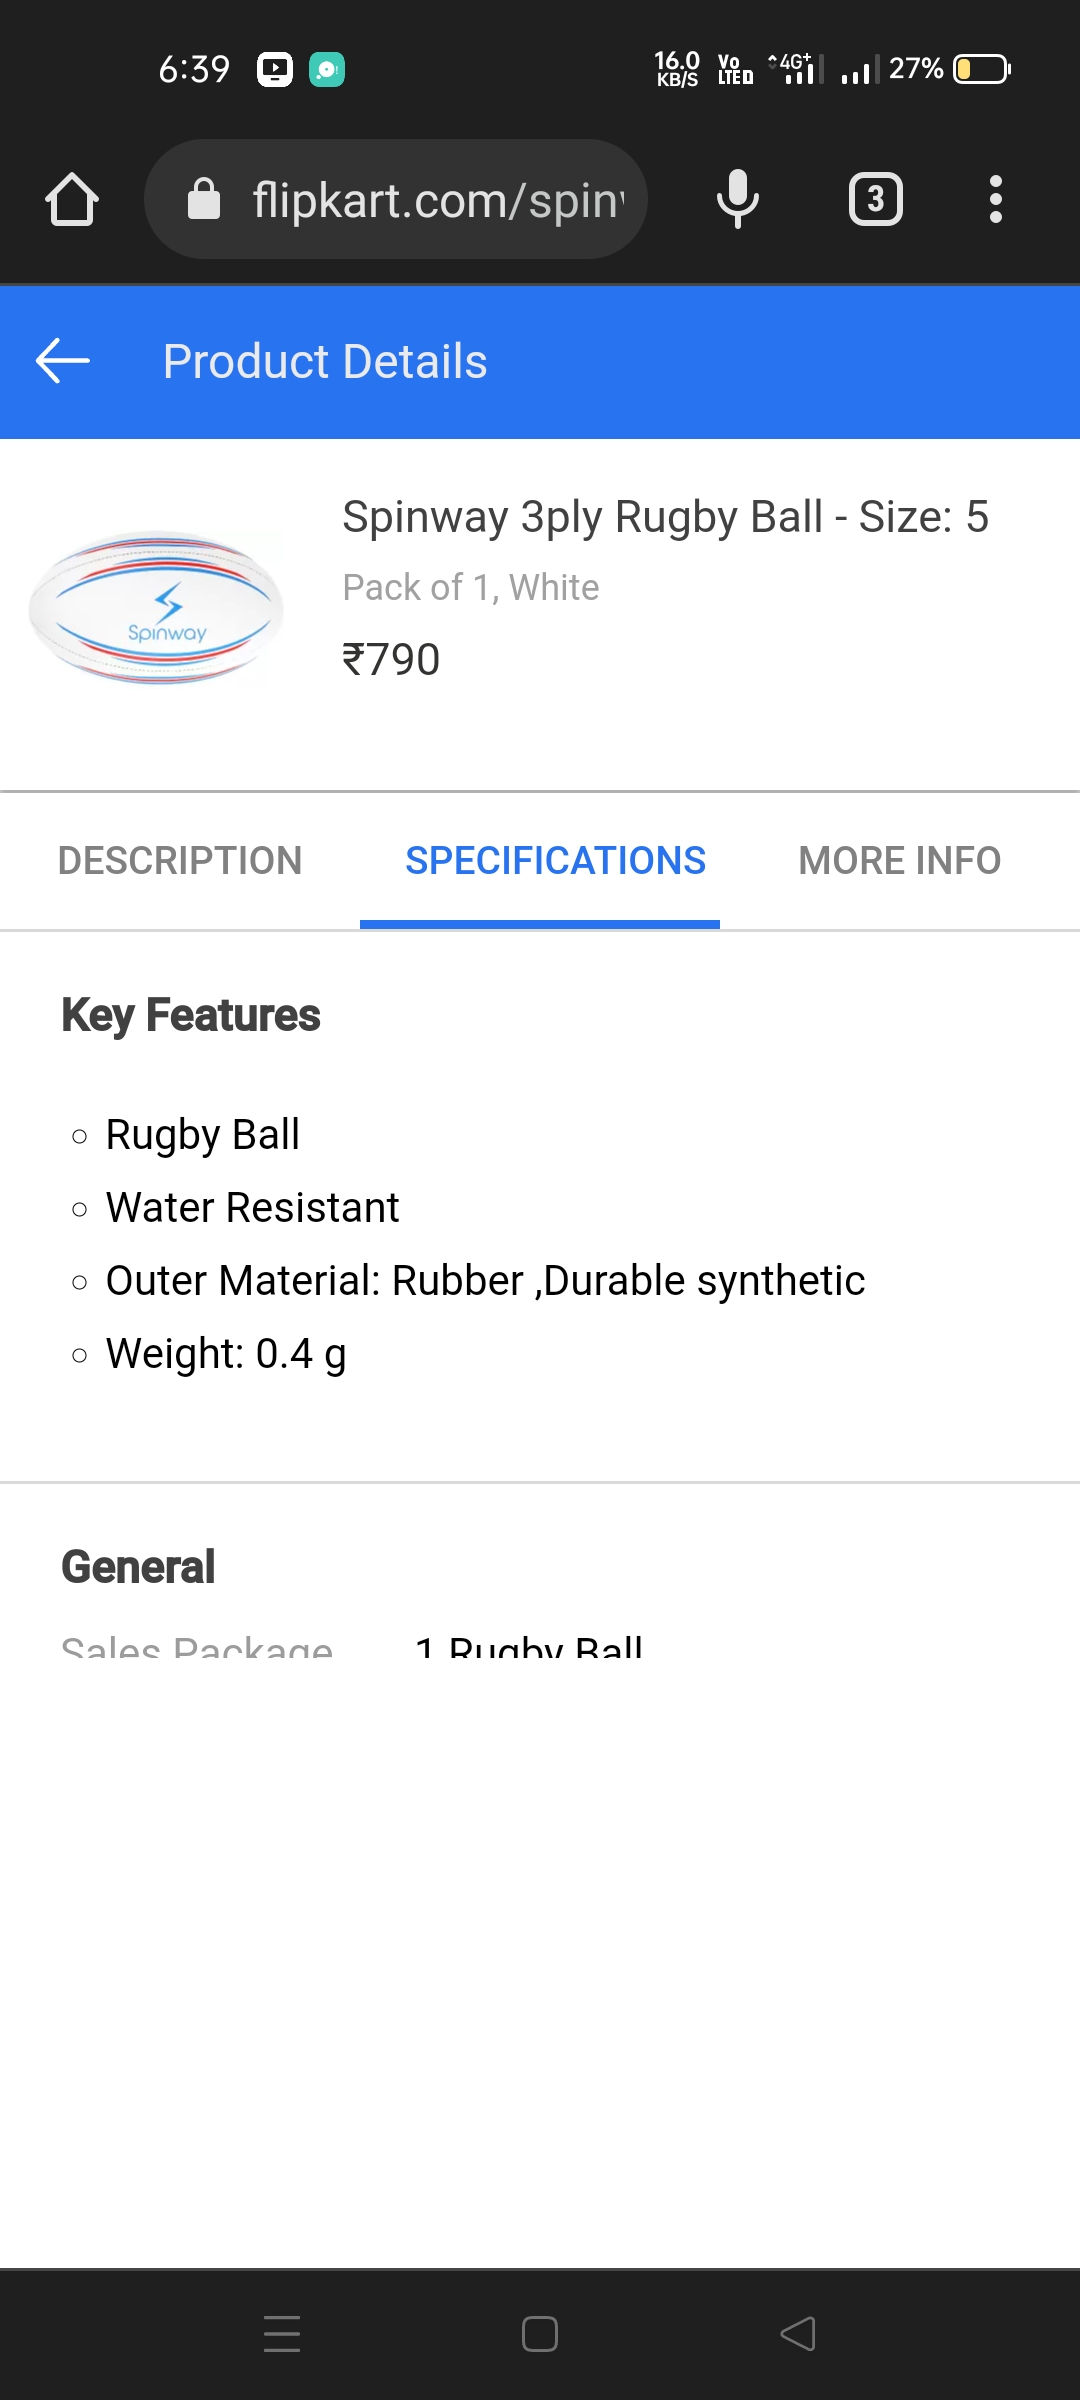 6:39
16.0
KB/S
Vo
LTE
4G+
27%
flipkart.com/spin
3
Product Details
Spinway 3ply Rugby Ball - Size: 5
Pack of 1, White
₹790
Spinway
DESCRIPTION SPECIFICATIONS MORE INFO
Key Features
Rugby Ball
Water Resistant
Outer Material: Rubber ,Durable synthetic
Weight: 0.4 g
General
Sales Package 1 Rugby Ball